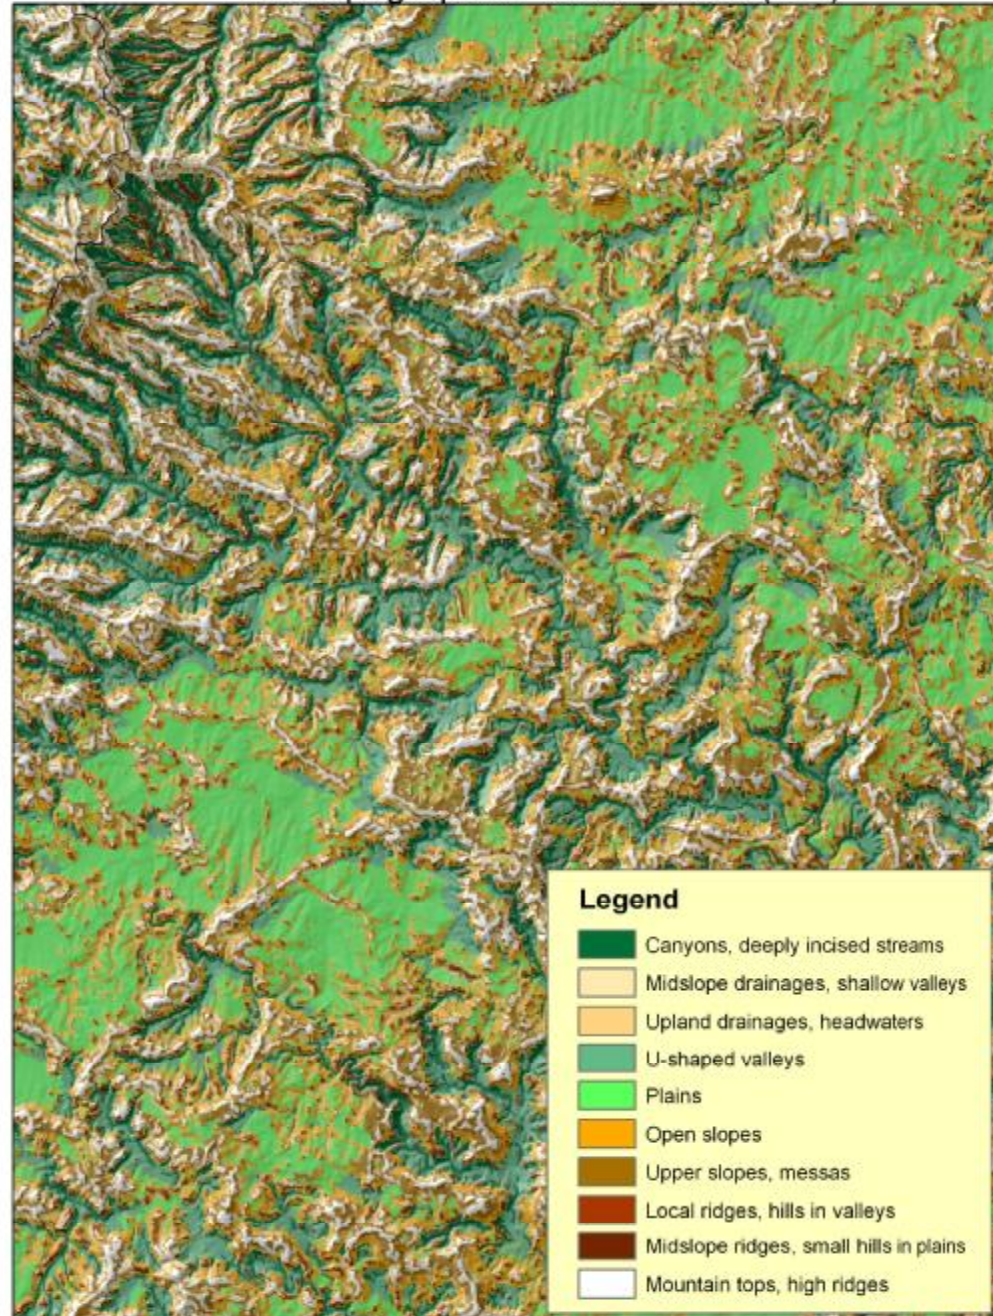 Legend
Canyons, deeply incised streams
Midslope drainages, shallow valleys
Upland drainages, headwaters
U-shaped valleys
Plains
Open slopes
Upper slopes, messas
Local ridges, hills in valleys
Midslope ridges, small hills in plains
Mountain tops, high ridges